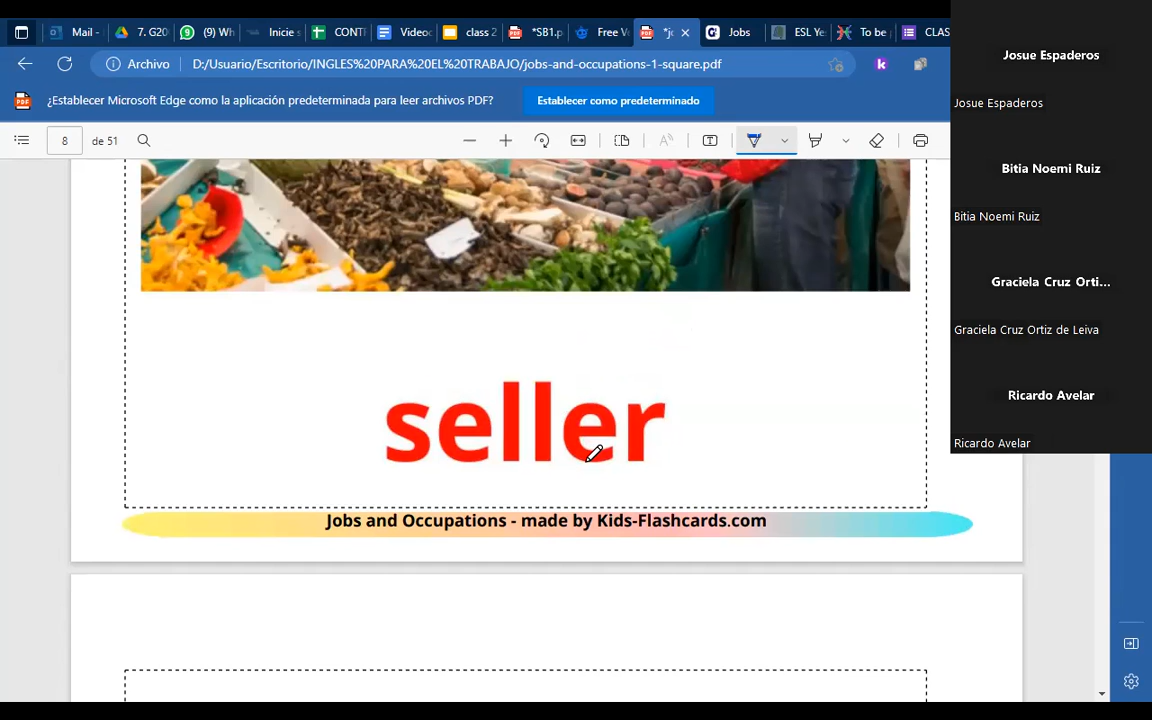 Mail -
7. G20
(9) Wh
Inicie s
CONT
Videoc
class 2
*SB1.p
Free V
*jo
Jobs
ESL Ye
To be
CLAS
Archivo
D:/Usuario/Escritorio/INGLES%20PARA%20EL%20TRABAJO/jobs-and-occupations-1-square.pdf
¿Establecer Microsoft Edge como la aplicación predeterminada para leer archivos PDF?
Establecer como predeterminado
8 de 51
seller
Jobs and Occupations - made by Kids-Flashcards.com
Josue Espaderos
Josue Espaderos
Bitia Noemi Ruiz
Bitia Noemi Ruiz
Graciela Cruz Orti...
Graciela Cruz Ortiz de Leiva
Ricardo Avelar
Ricardo Avelar